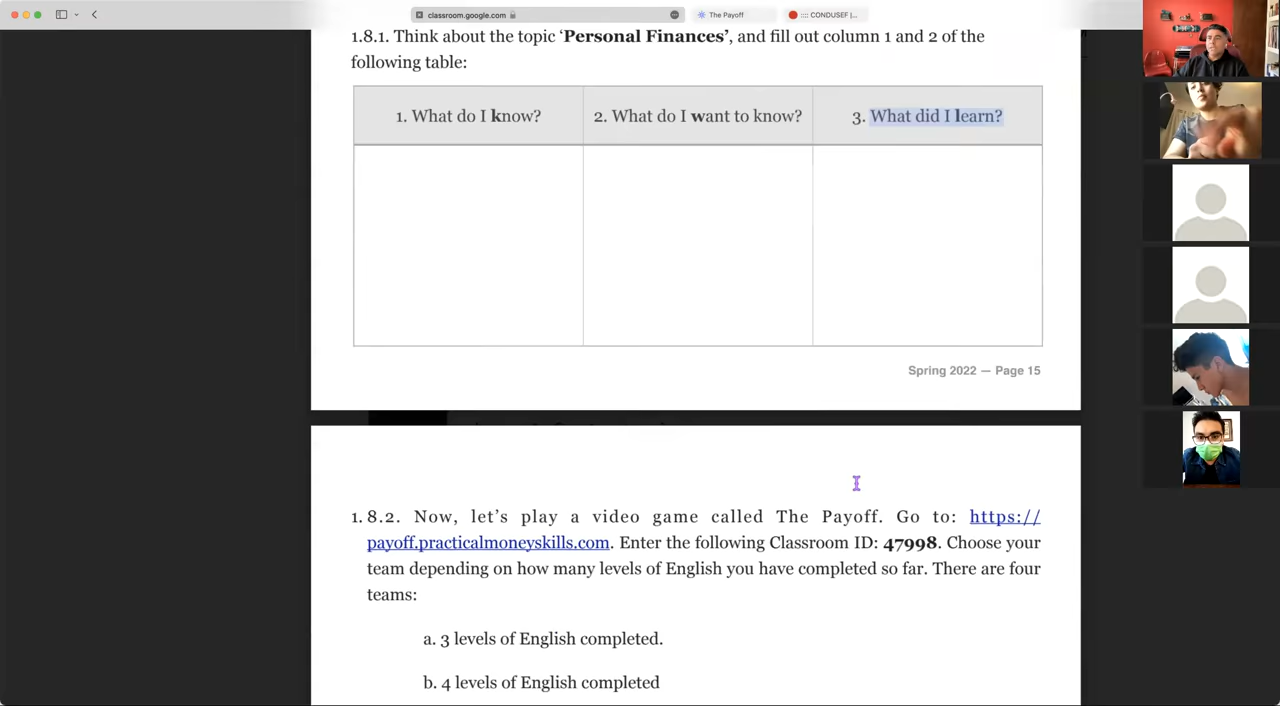 classroom.google.com
The Payoff
:::: CONDUSEF |...
1.8.1. Think about the topic ‘Personal Finances’, and fill out column 1 and 2 of the
following table:
1. What do I know?
2. What do I want to know?
3. What did I learn?
Spring 2022 — Page 15
1. 8.2. Now, let’s play a video game called The Payoff. Go to: https://
payoff.practicalmoneyskills.com. Enter the following Classroom ID: 47998. Choose your
team depending on how many levels of English you have completed so far. There are four
teams:
a. 3 levels of English completed.
b. 4 levels of English completed